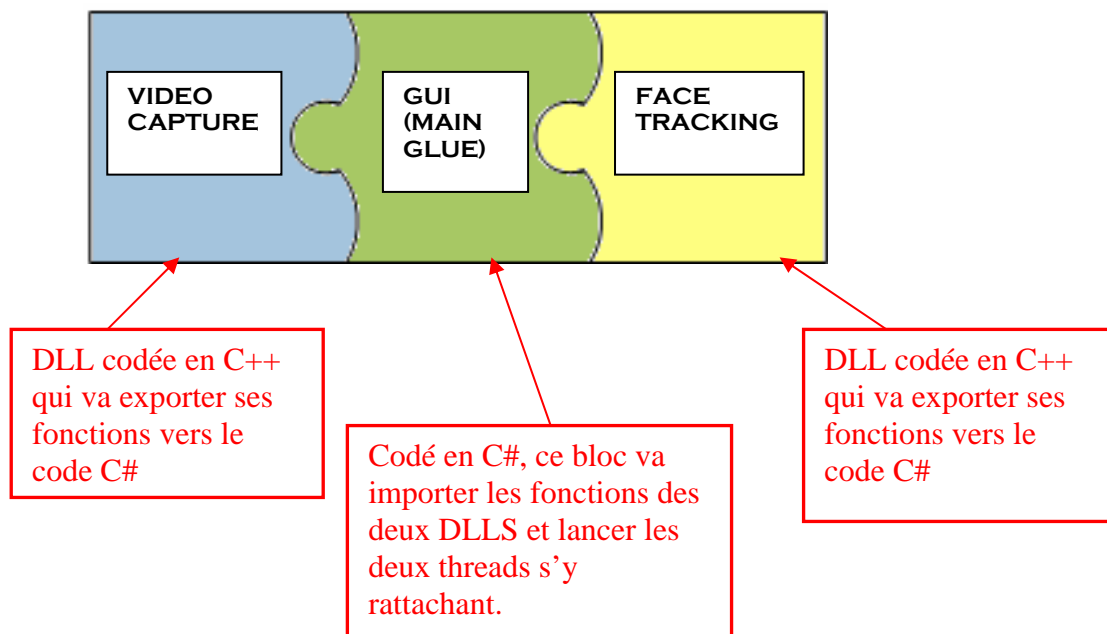 VIDEO
CAPTURE
GUI
(MAIN
GLUE)
FACE
TRACKING
DLL codée en C++
qui va exporter ses
fonctions vers le
code C#
Codé en C#, ce bloc va
importer les fonctions des
deux DLLS et lancer les
deux threads s’y
rattachant.
DLL codée en C++
qui va exporter ses
fonctions vers le
code C#